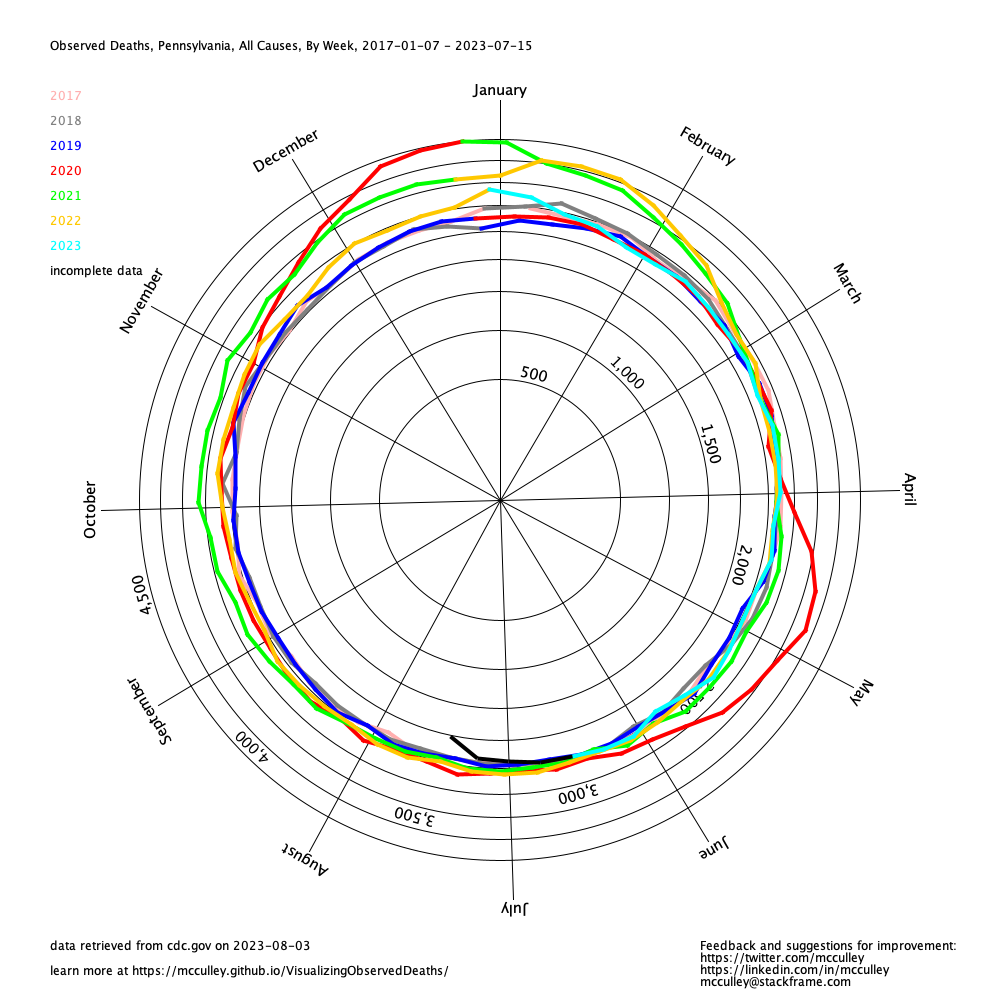 Observed Deaths, Pennsylvania, All Causes, By Week, 2017-01-07 - 2023-07-15
January
2017
2018
2019
2020
2021
2022
2023
incomplete data
February
March
April
May
June
July
August
September
October
November
December
500
1,000
1,500
2,000
3,000
3,500
4,000
4,500
data retrieved from cdc.gov on 2023-08-03
learn more at https://mcculley.github.io/VisualizingObservedDeaths/
Feedback and suggestions for improvement:
https://twitter.com/mcculley
https://linkedin.com/in/mcculley
mcculley@stackframe.com